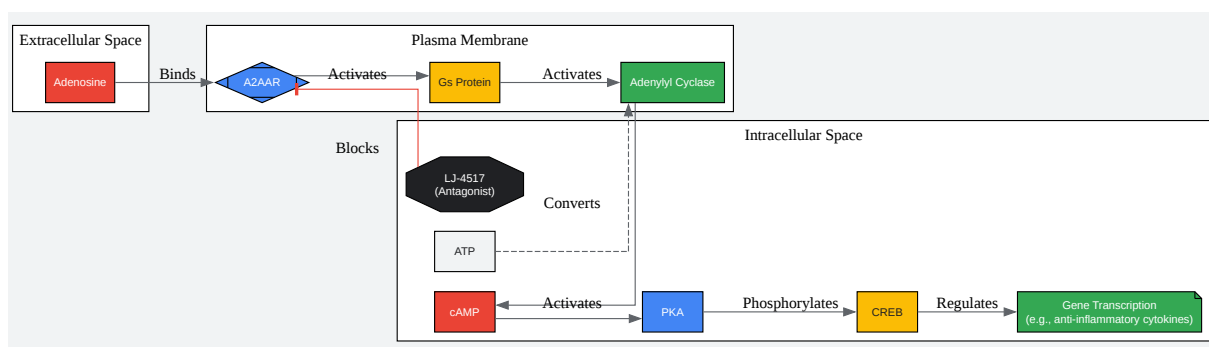 Extracellular Space
Plasma Membrane
Adenosine
Binds
A2AAR
Activates
Gs Protein
Activates
Adenylyl Cyclase
Intracellular Space
Blocks
LJ-4517
(Antagonist)
Converts
ATP
cAMP
Activates
PKA
Phosphorylates
CREB
Regulates
Gene Transcription
(e.g., anti-inflammatory cytokines)